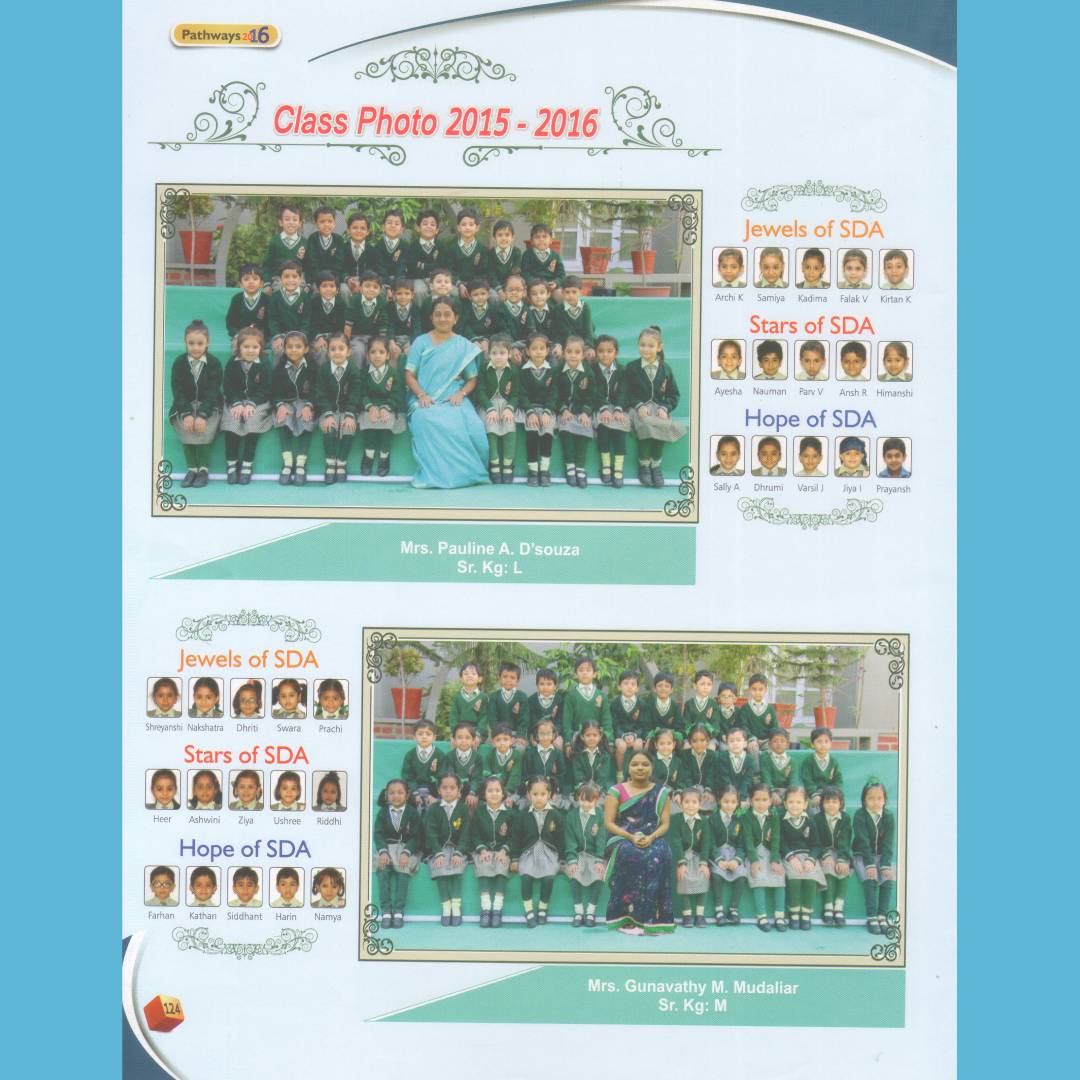 Pathways 2016
Class Photo 2015 - 2016
Jewels of SDA
Archi K Samiya Kadima Falak V Kirtan K
Stars of SDA
Ayesha Nauman Parv V Ansh R Himanshi
Hope of SDA
Sally A Dhrumi Varsil J Jiya I Prayansh
Mrs. Pauline A. D'souza
Sr. Kg: L
Jewels of SDA
Shreyanshi Nakshatra Dhriti Swara Prachi
Stars of SDA
Heer Ashwini Ziya Ushree Riddhi
Hope of SDA
Farhan Kathan Siddhant Harin Namya
Mrs. Gunavathy M. Mudaliar
Sr. Kg: M
124